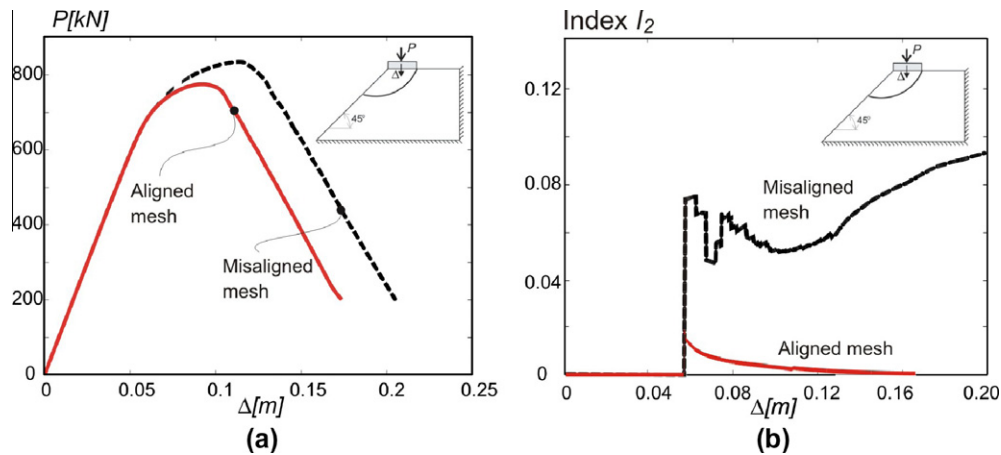 P[kN]
800
600
400
200
0
0
0.05
0.1
0.15
0.2
0.25
Δ[m]
Aligned
mesh
Misaligned
mesh
P
Δ
45º
(a)
Index I2
0.12
0.08
0.04
0
0
0.04
0.08
0.12
0.16
0.20
Δ[m]
Misaligned
mesh
Aligned mesh
P
Δ
45º
(b)